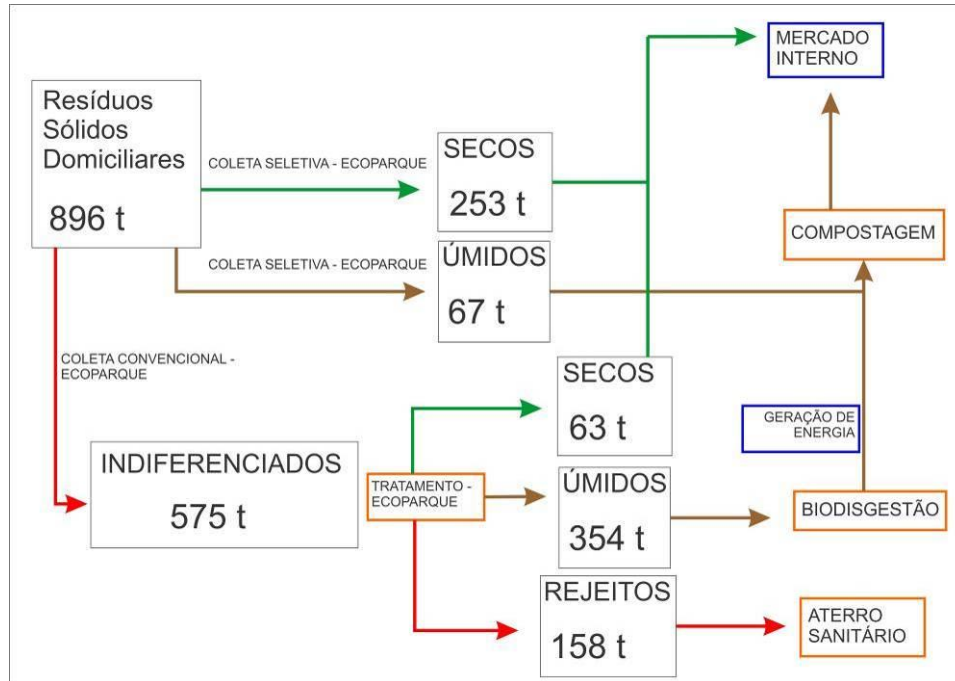 MERCADO
INTERNO
Resíduos
Sólidos
Domiciliares
896 t
COLETA SELETIVA - ECOPARQUE
SECOS
253 t
COMPOSTAGEM
COLETA SELETIVA - ECOPARQUE
ÚMIDOS
67 t
COLETA CONVENCIONAL -
ECOPARQUE
SECOS
63 t
GERAÇÃO DE
ENERGIA
INDIFERENCIADOS
575 t
TRATAMENTO -
ECOPARQUE
ÚMIDOS
354 t
BIODISGESTÃO
REJEITOS
158 t
ATERRO
SANITÁRIO